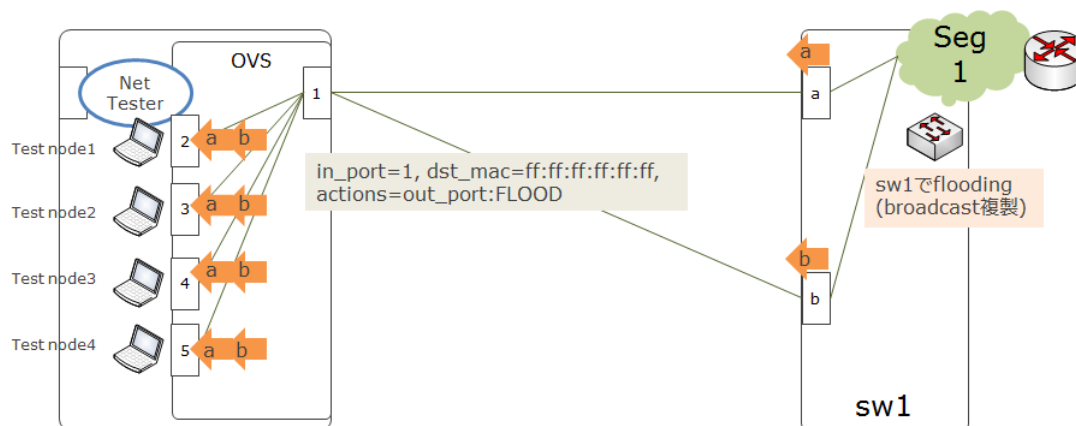 OVS
Net
Tester
1
Test node1
2
a b
Test node2
3
a b
Test node3
4
a b
Test node4
5
a b
in_port=1, dst_mac=ff:ff:ff:ff:ff:ff,
actions=out_port:FLOOD
a
a
b
b
Seg
1
sw1でflooding
(broadcast複製)
sw1